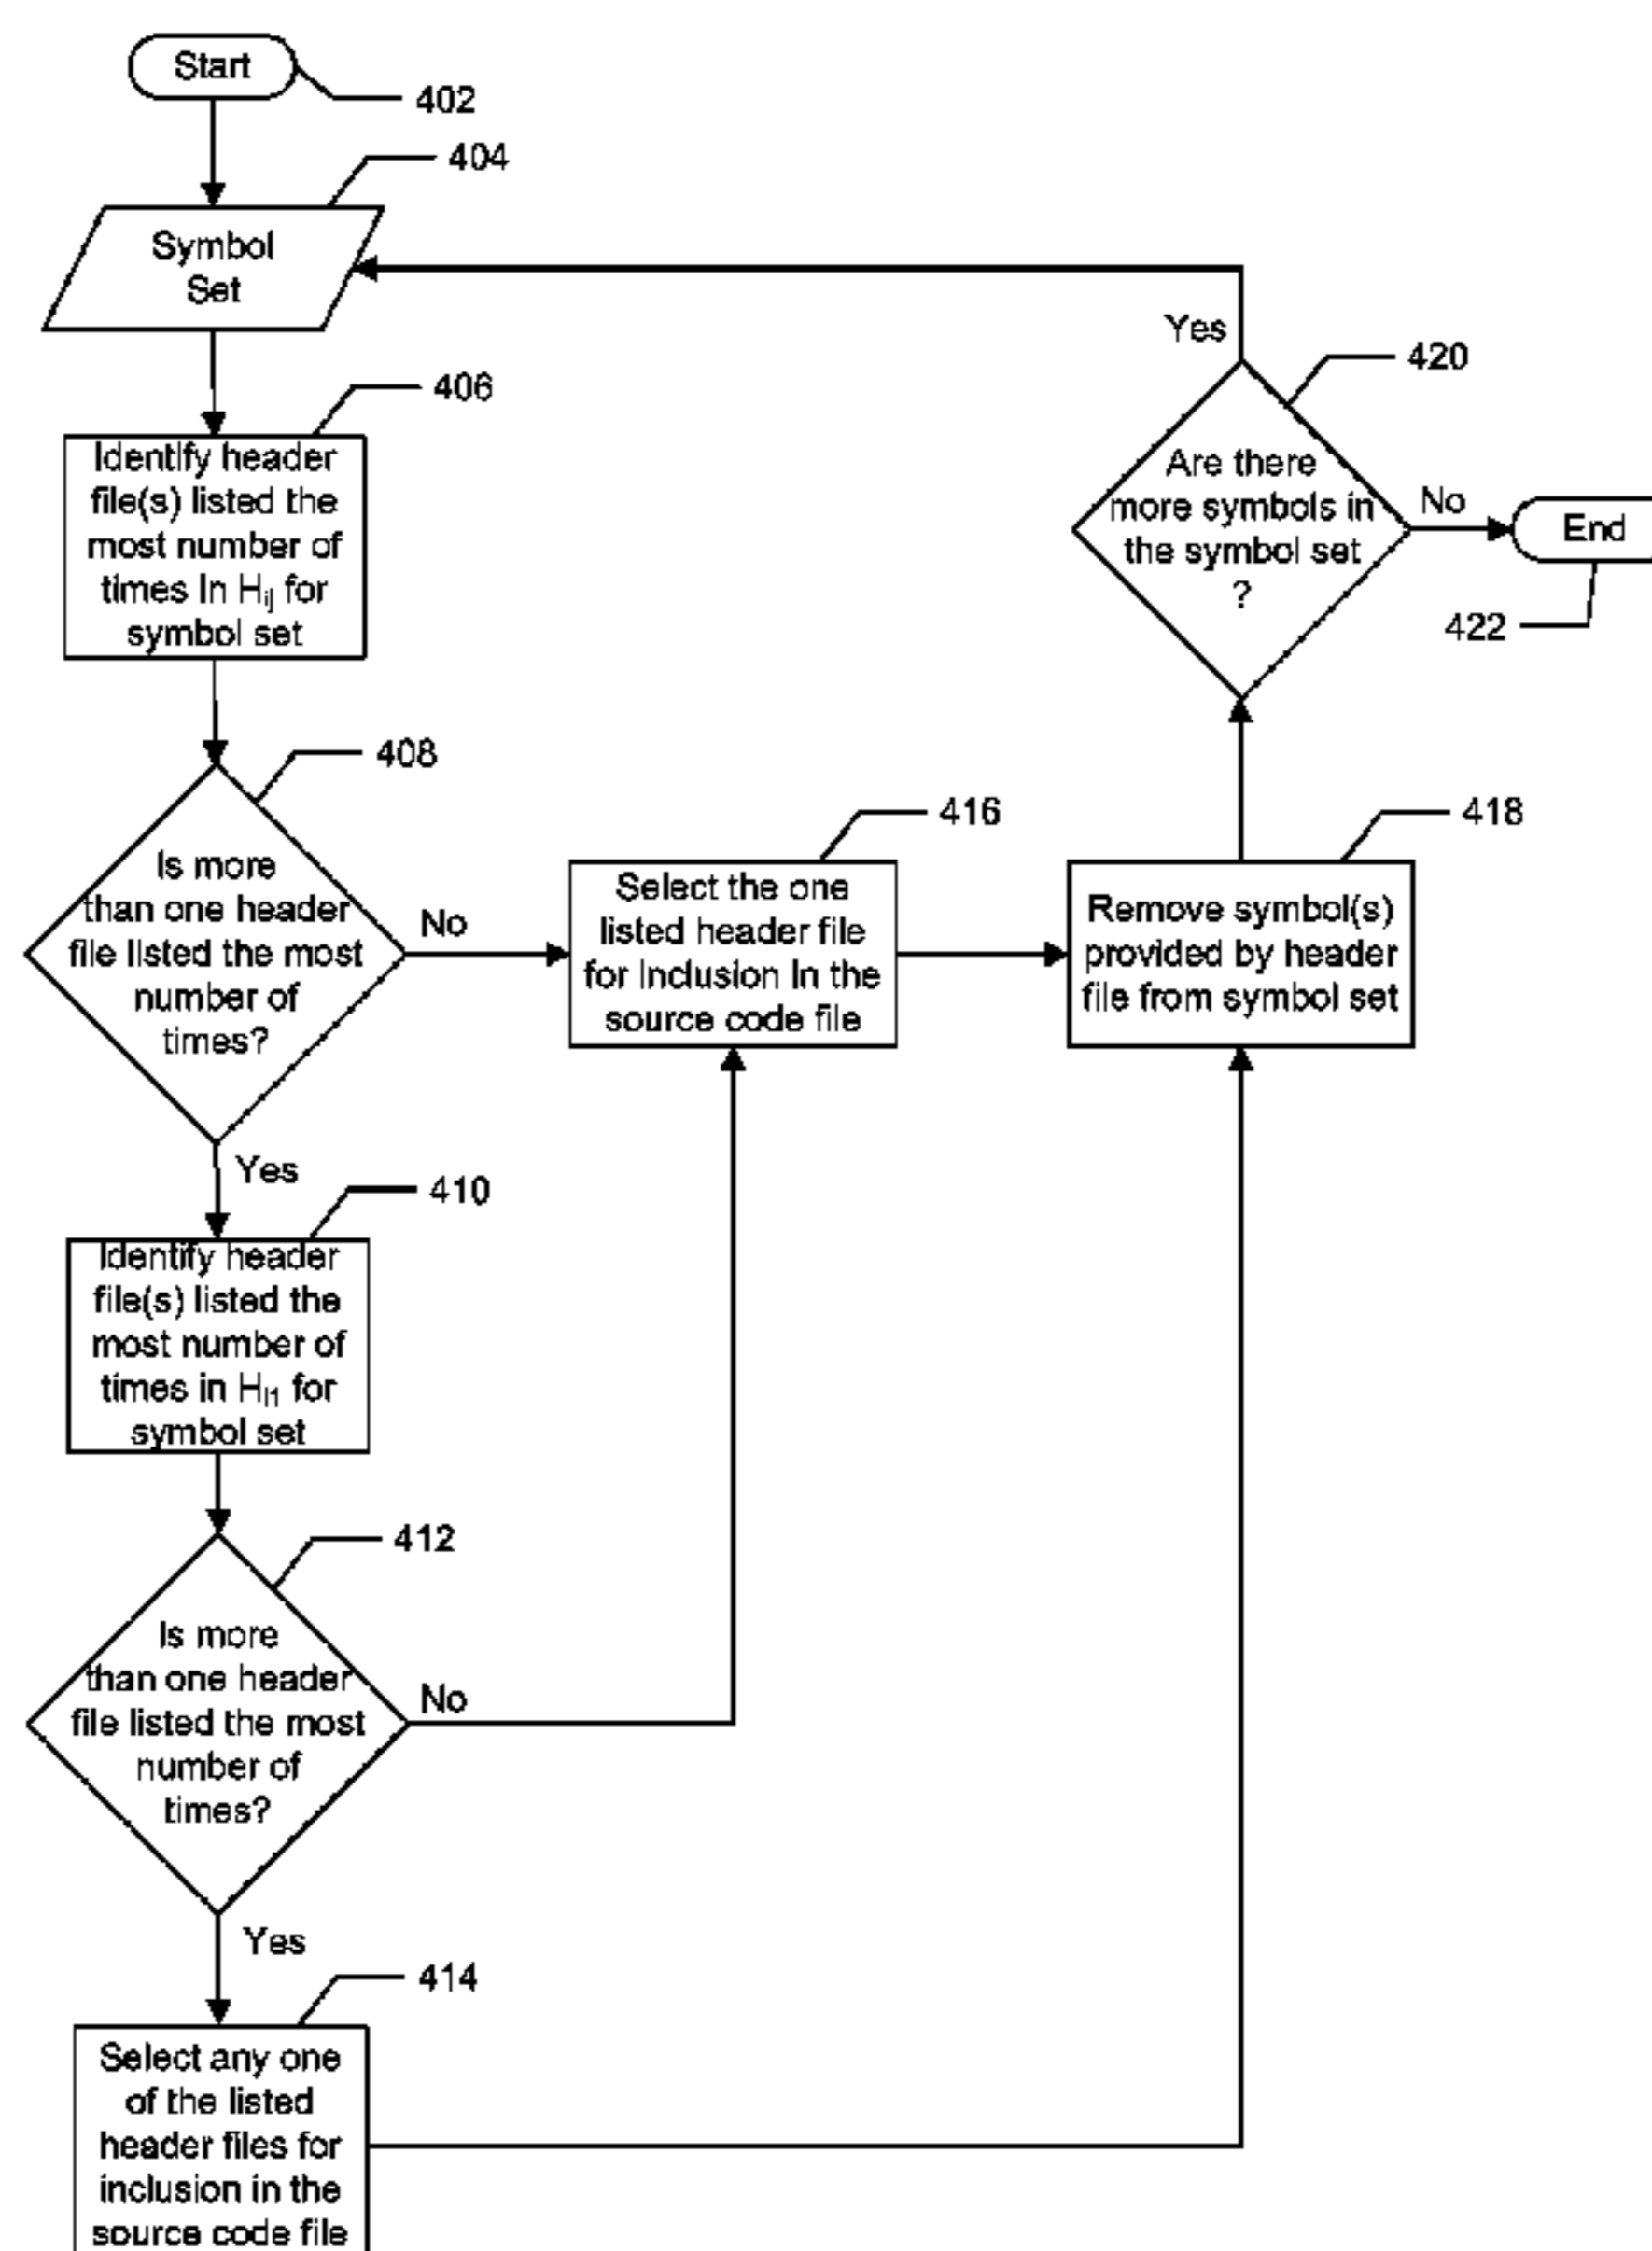 Start
402
404
Symbol
Set
406
Identify header
file(s) listed the
most number of
times in Hij for
symbol set
408
Is more
than one header
file listed the most
number of
times?
No
Yes
410
Identify header
file(s) listed the
most number of
times in Hi1 for
symbol set
412
Is more
than one header
file listed the most
number of
times?
No
Yes
414
Select any one
of the listed
header files for
inclusion in the
source code file
416
Select the one
listed header file
for inclusion in the
source code file
418
Remove symbol(s)
provided by header
file from symbol set
420
Are there
more symbols in
the symbol set
?
Yes
No
End
422